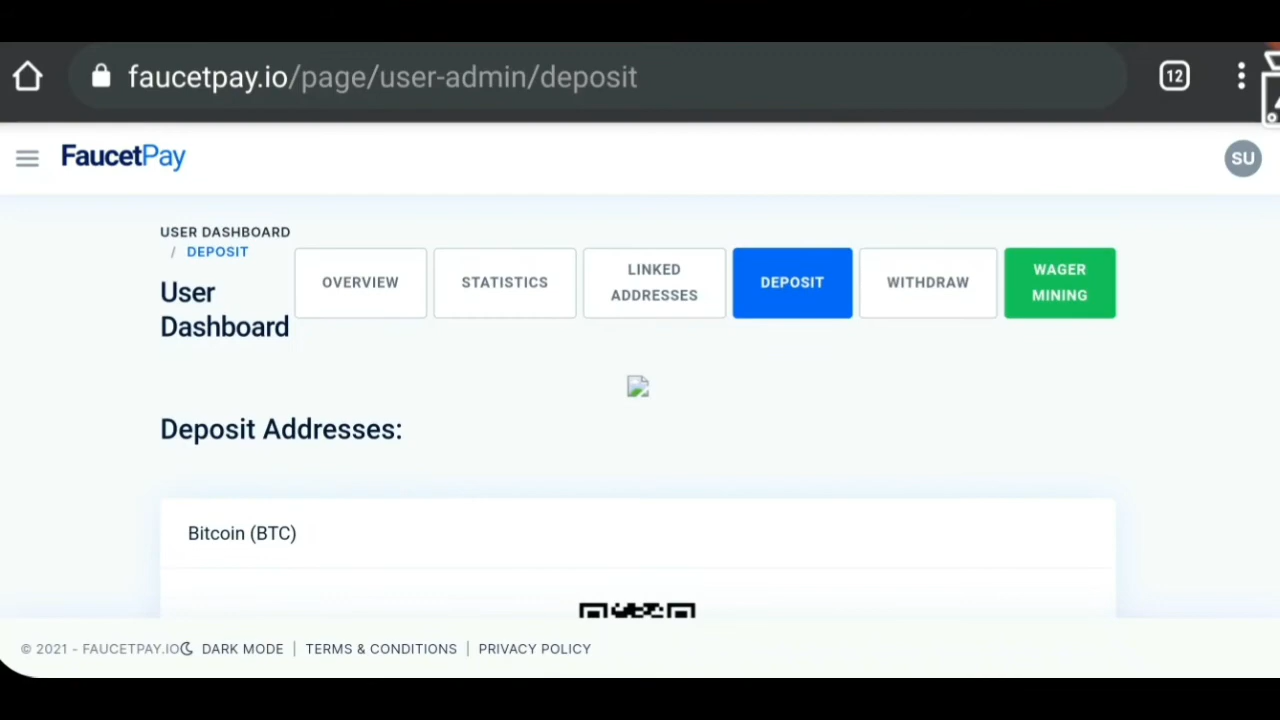 faucetpay.io/page/user-admin/deposit
12
FaucetPay
SU
USER DASHBOARD
/ DEPOSIT
User
Dashboard
OVERVIEW
STATISTICS
LINKED
ADDRESSES
DEPOSIT
WITHDRAW
WAGER
MINING
Deposit Addresses:
Bitcoin (BTC)
© 2021 - FAUCETPAY.IO DARK MODE | TERMS & CONDITIONS | PRIVACY POLICY